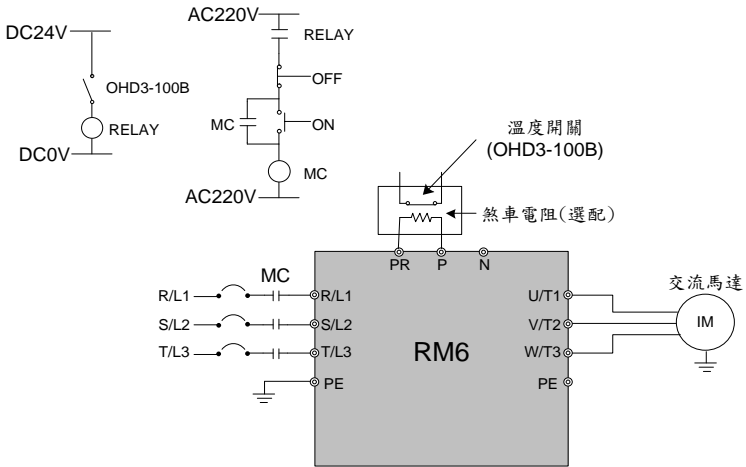 DC24V
OHD3-100B
RELAY
DC0V
AC220V
RELAY
OFF
MC
ON
MC
AC220V
溫度開關
(OHD3-100B)
煞車電阻(選配)
PR
P
N
MC
R/L1
R/L1
S/L2
S/L2
T/L3
T/L3
PE
RM6
U/T1
V/T2
W/T3
PE
交流馬達
IM